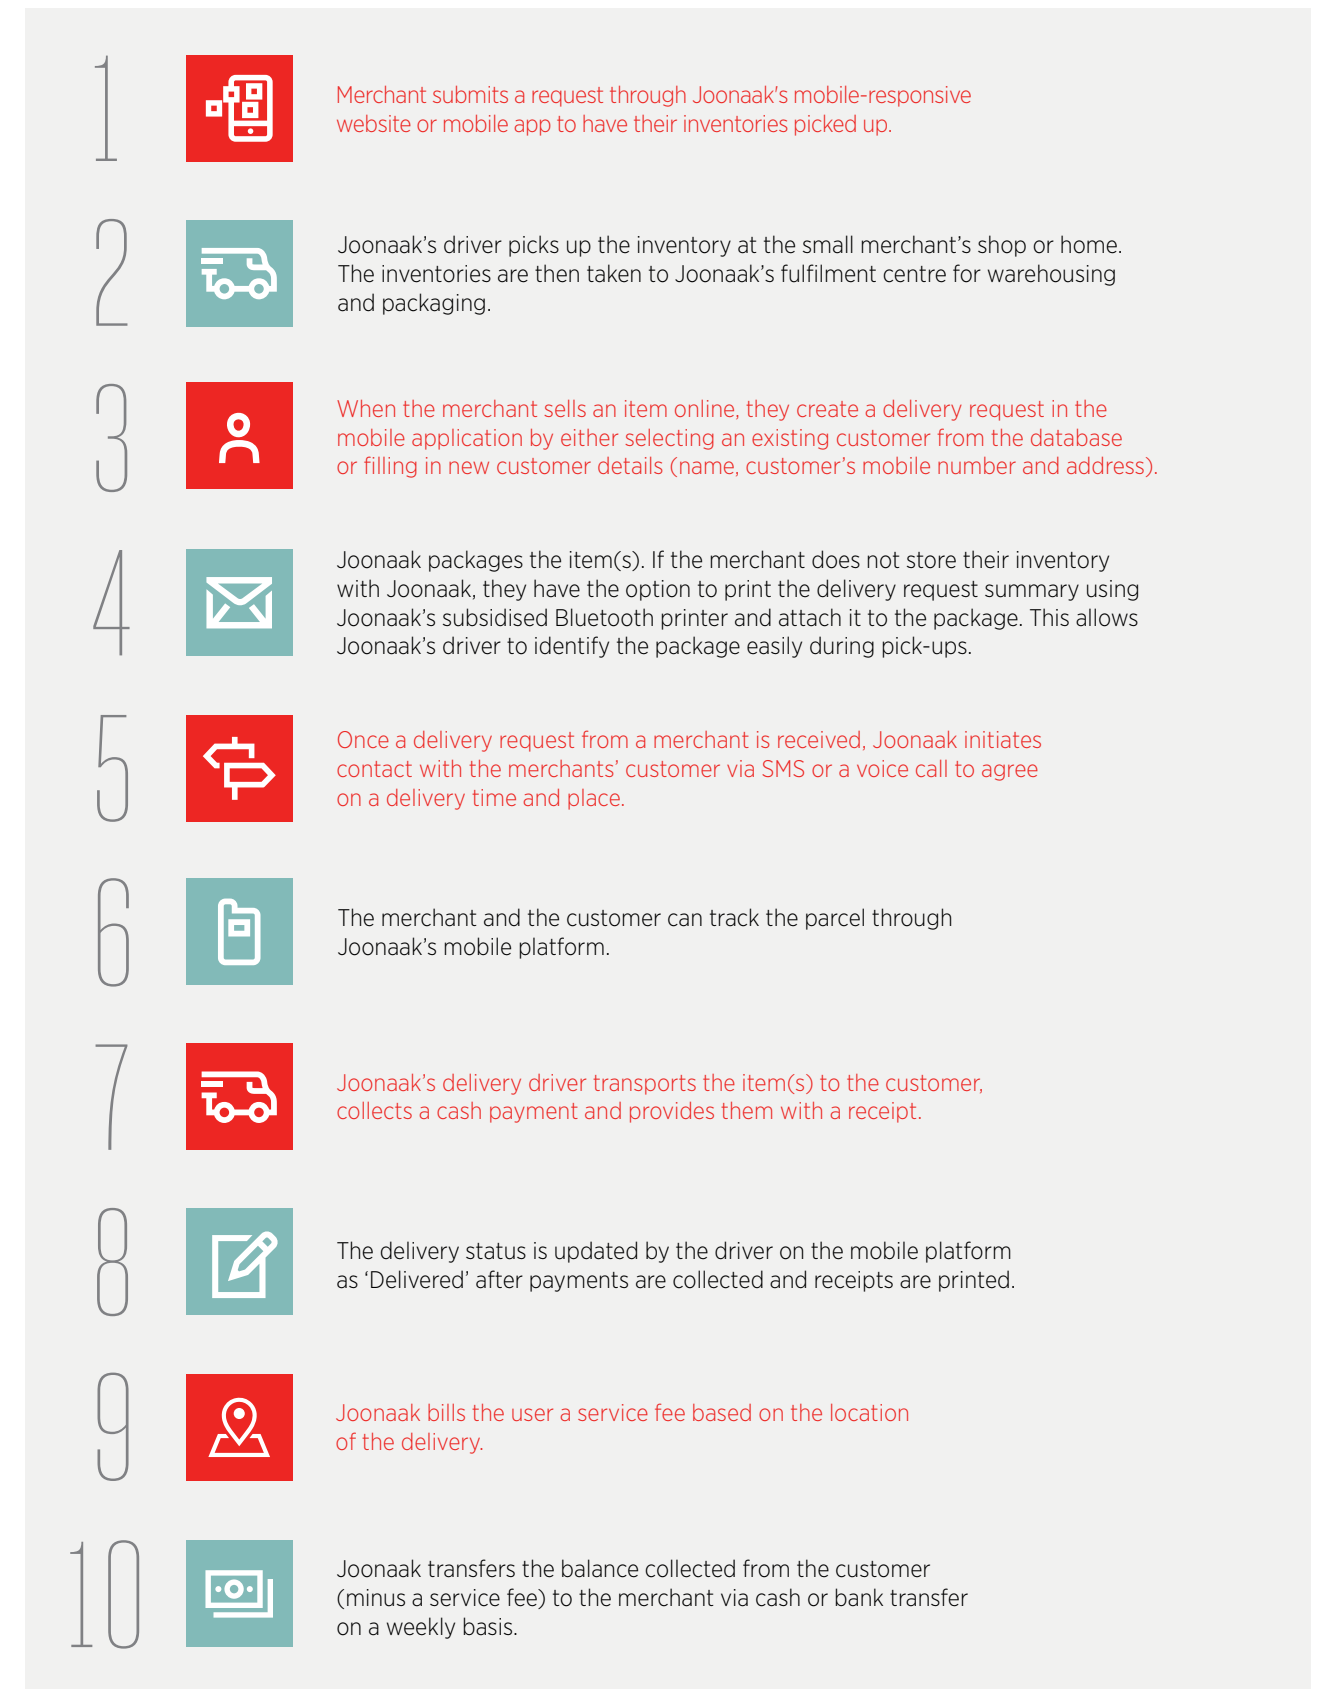 1
Merchant submits a request through Joonaak's mobile-responsive
website or mobile app to have their inventories picked up.
2
Joonaak’s driver picks up the inventory at the small merchant’s shop or home.
The inventories are then taken to Joonaak’s fulfilment centre for warehousing
and packaging.
3
When the merchant sells an item online, they create a delivery request in the
mobile application by either selecting an existing customer from the database
or filling in new customer details (name, customer’s mobile number and address).
4
Joonaak packages the item(s). If the merchant does not store their inventory
with Joonaak, they have the option to print the delivery request summary using
Joonaak’s subsidised Bluetooth printer and attach it to the package. This allows
Joonaak’s driver to identify the package easily during pick-ups.
5
Once a delivery request from a merchant is received, Joonaak initiates
contact with the merchants’ customer via SMS or a voice call to agree
on a delivery time and place.
6
The merchant and the customer can track the parcel through
Joonaak’s mobile platform.
7
Joonaak’s delivery driver transports the item(s) to the customer,
collects a cash payment and provides them with a receipt.
8
The delivery status is updated by the driver on the mobile platform
as ‘Delivered’ after payments are collected and receipts are printed.
9
Joonaak bills the user a service fee based on the location
of the delivery.
10
Joonaak transfers the balance collected from the customer
(minus a service fee) to the merchant via cash or bank transfer
on a weekly basis.